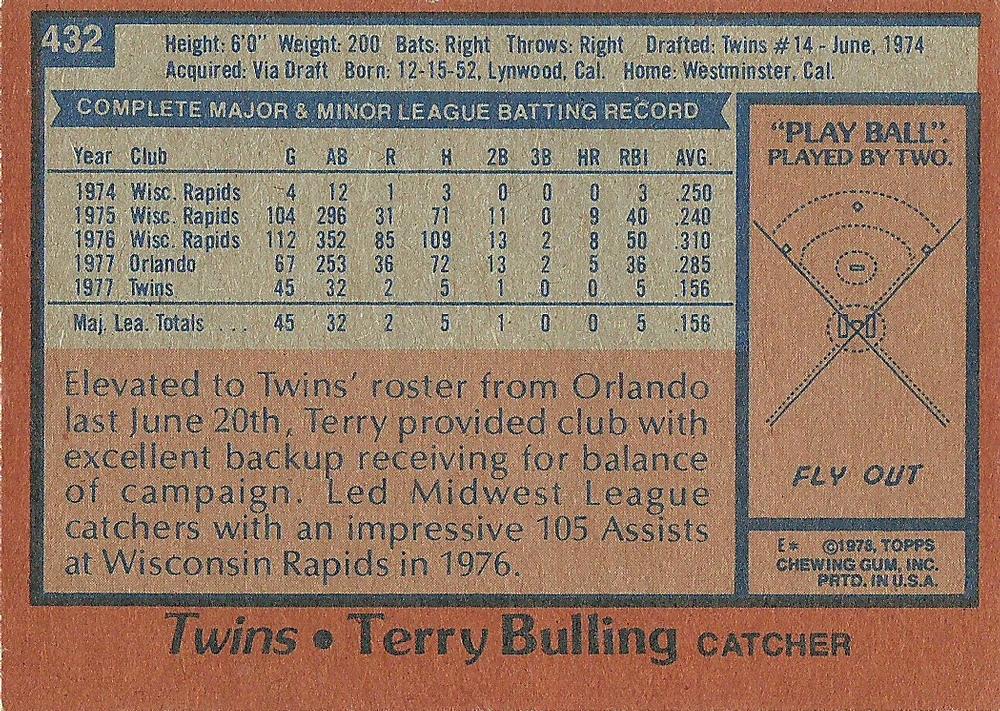 432
Height: 6'0" Weight: 200 Bats: Right Throws: Right Drafted: Twins #14 - June, 1974
Acquired: Via Draft Born: 12-15-52, Lynwood, Cal. Home: Westminster, Cal.
COMPLETE MAJOR & MINOR LEAGUE BATTING RECORD
Year Club G AB R H 2B 3B HR RBI AVG.
1974 Wisc. Rapids 4 12 1 3 0 0 0 3 .250
1975 Wisc. Rapids 104 296 31 71 11 0 9 40 .240
1976 Wisc. Rapids 112 352 85 109 13 2 8 50 .310
1977 Orlando 67 253 36 72 13 2 5 36 .285
1977 Twins 45 32 2 5 1 0 0 5 .156
Maj. Lea. Totals ... 45 32 2 5 1 0 0 5 .156
Elevated to Twins' roster from Orlando
last June 20th, Terry provided club with
excellent backup receiving for balance
of campaign. Led Midwest League
catchers with an impressive 105 Assists
at Wisconsin Rapids in 1976.
"PLAY BALL".
PLAYED BY TWO.
FLY OUT
E* ©1978, TOPPS
CHEWING GUM, INC.
PRTD. IN U.S.A.
Twins • Terry Bulling CATCHER